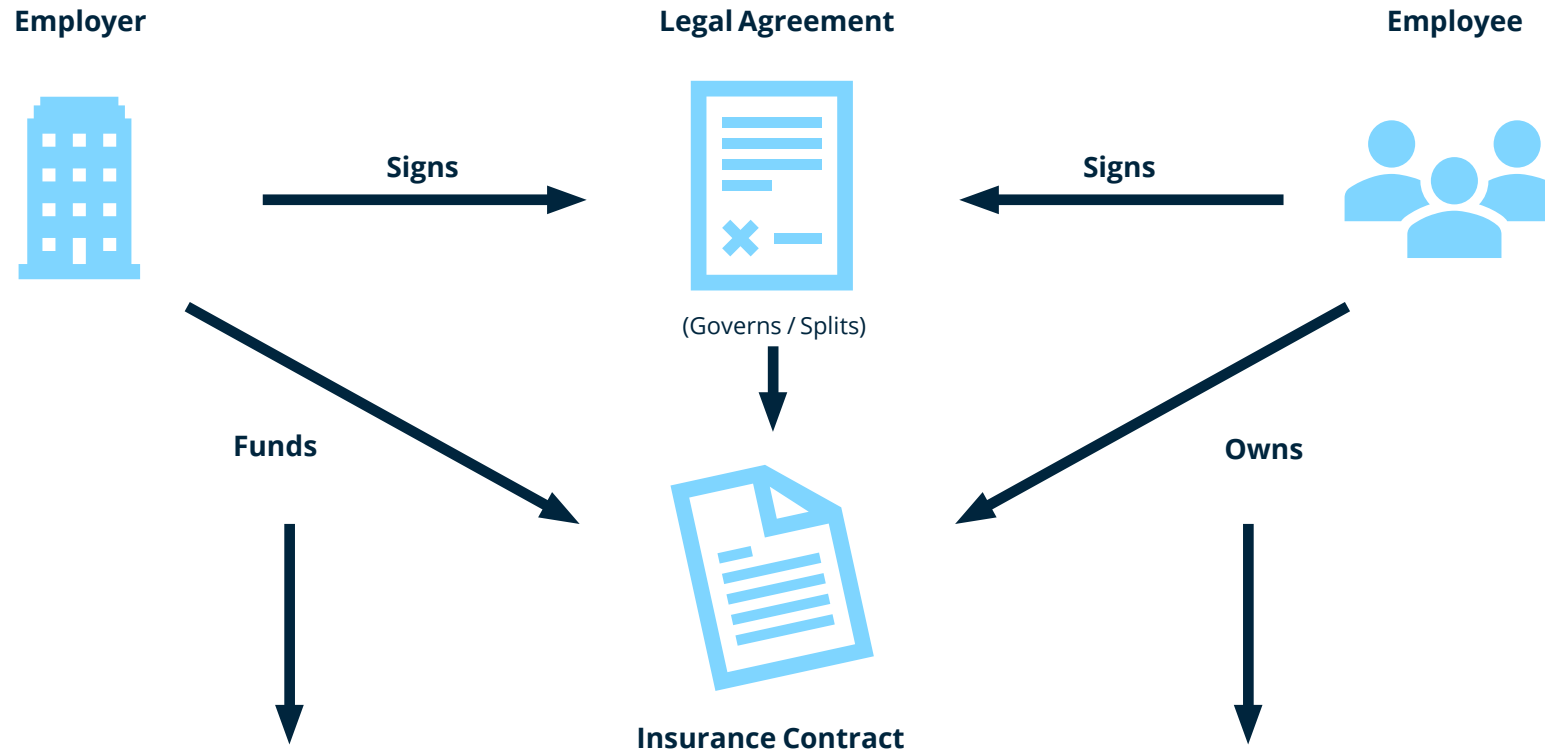 Employer
Legal Agreement
Employee
Signs
Signs
(Governs / Splits)
Funds
Owns
Insurance Contract